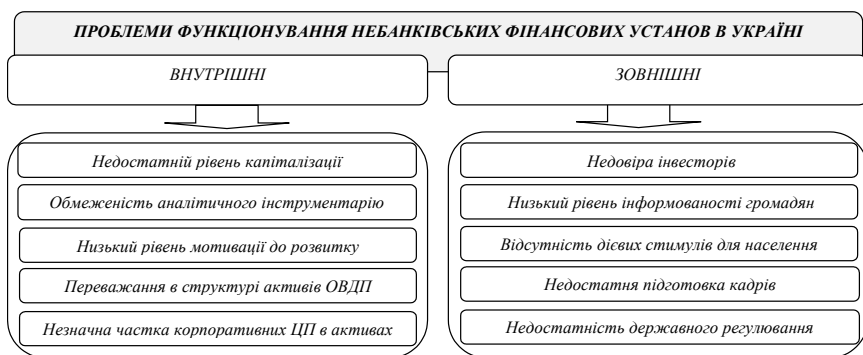 ПРОБЛЕМИ ФУНКЦІОНУВАННЯ НЕБАНКІВСЬКИХ ФІНАНСОВИХ УСТАНОВ В УКРАЇНІ
ВНУТРІШНІ
ЗОВНІШНІ
Недостатній рівень капіталізації
Обмеженість аналітичного інструментарію
Низький рівень мотивації до розвитку
Переважання в структурі активів ОВДП
Незначна частка корпоративних ЦП в активах
Недовіра інвесторів
Низький рівень інформованості громадян
Відсутність дієвих стимулів для населення
Недостатня підготовка кадрів
Недостатність державного регулювання